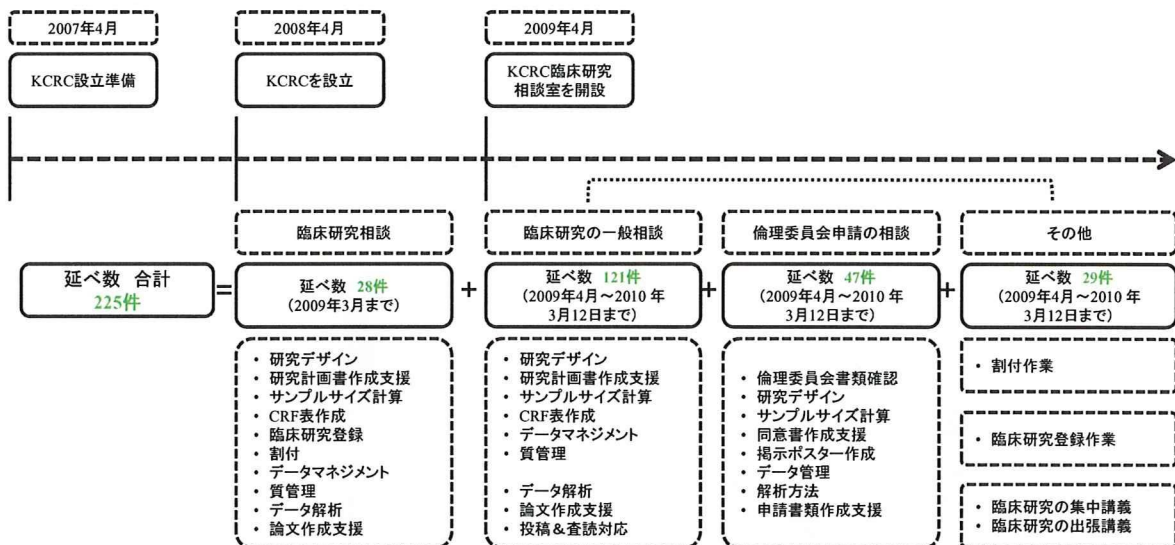 2007年4月
2008年4月
2009年4月
KCRC設立準備
KCRCを設立
KCRC臨床研究
相談室を開設
臨床研究相談
臨床研究の一般相談
倫理委員会申請の相談
その他
延べ数 合計
225件
=
延べ数 28件
(2009年3月まで)
+
延べ数 121件
(2009年4月～2010 年
3月12日まで)
+
延べ数 47件
(2009年4月～2010 年
3月12日まで)
+
延べ数 29件
(2009年4月～2010 年
3月12日まで)
・ 研究デザイン
・ 研究計画書作成支援
・ サンプルサイズ計算
・ CRF表作成
・ 臨床研究登録
・ 割付
・ データマネジメント
・ 質管理
・ データ解析
・ 論文作成支援
・ 研究デザイン
・ 研究計画書作成支援
・ サンプルサイズ計算
・ CRF表作成
・ データマネジメント
・ 質管理
・ データ解析
・ 論文作成支援
・ 投稿＆査読対応
・ 倫理委員会書類確認
・ 研究デザイン
・ サンプルサイズ計算
・ 同意書作成支援
・ 掲示ポスター作成
・ データ管理
・ 解析方法
・ 申請書類作成支援
・ 割付作業
・ 臨床研究登録作業
・ 臨床研究の集中講義
・ 臨床研究の出張講義